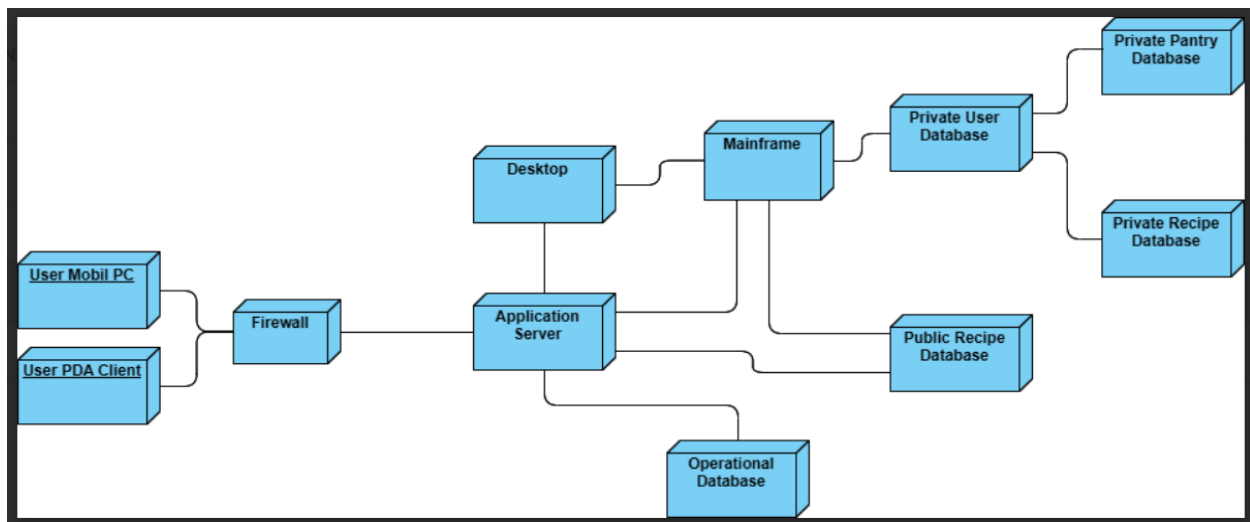 Private Pantry
Database
Private User
Database
Mainframe
Desktop
Private Recipe
Database
User Mobil PC
Firewall
Application
Server
Public Recipe
Database
User PDA Client
Operational
Database